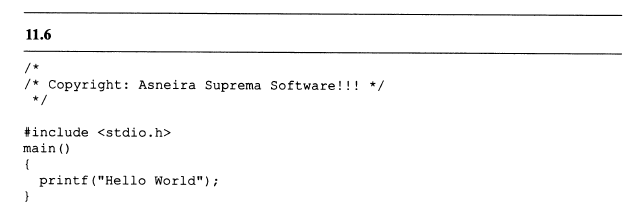 11.6
/*
/* Copyright: Asneira Suprema Software!!! */
 */
#include <stdio.h>
main()
{
  printf("Hello World");
}